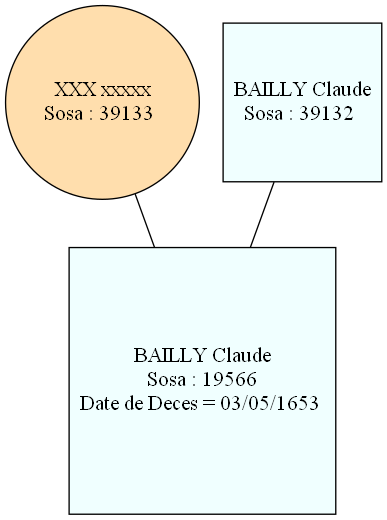 XXX xxxxx
Sosa : 39133
BAILLY Claude
Sosa : 39132
BAILLY Claude
Sosa : 19566
Date de Deces = 03/05/1653